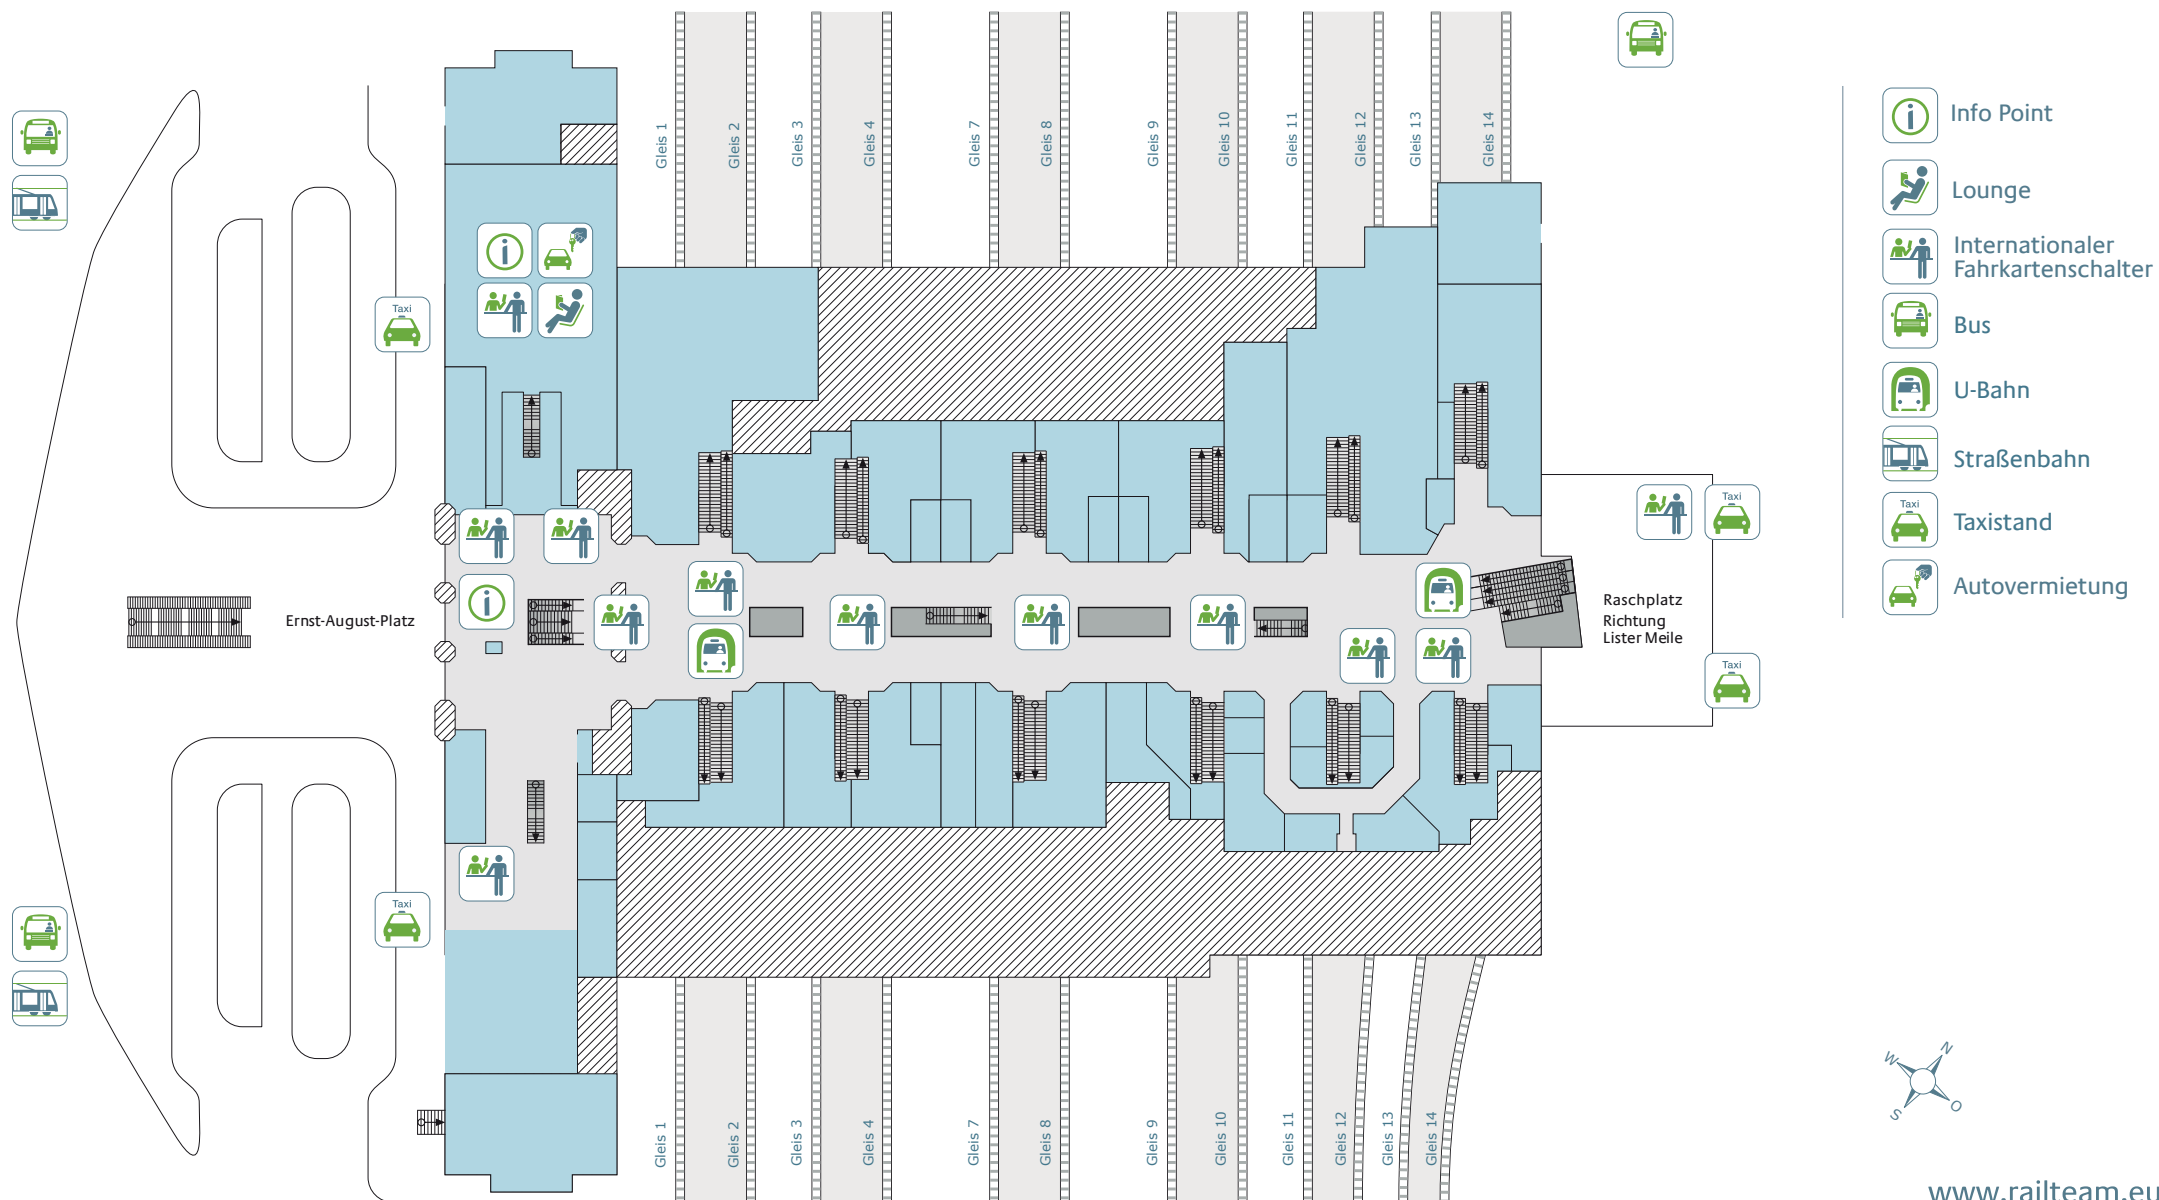 Gleis 1
Gleis 2
Gleis 3
Gleis 4
Gleis 7
Gleis 8
Gleis 9
Gleis 10
Gleis 11
Gleis 12
Gleis 13
Gleis 14
Info Point
Lounge
Internationaler
Fahrkartenschalter
Bus
U-Bahn
Straßenbahn
Taxi
Taxistand
Autovermietung
Taxi
Taxi
Ernst-August-Platz
Raschplatz
Richtung
Lister Meile
Taxi
Taxi
Gleis 1
Gleis 2
Gleis 3
Gleis 4
Gleis 7
Gleis 8
Gleis 9
Gleis 10
Gleis 11
Gleis 12
Gleis 13
Gleis 14
N
W
S
O
www.railteam.eu